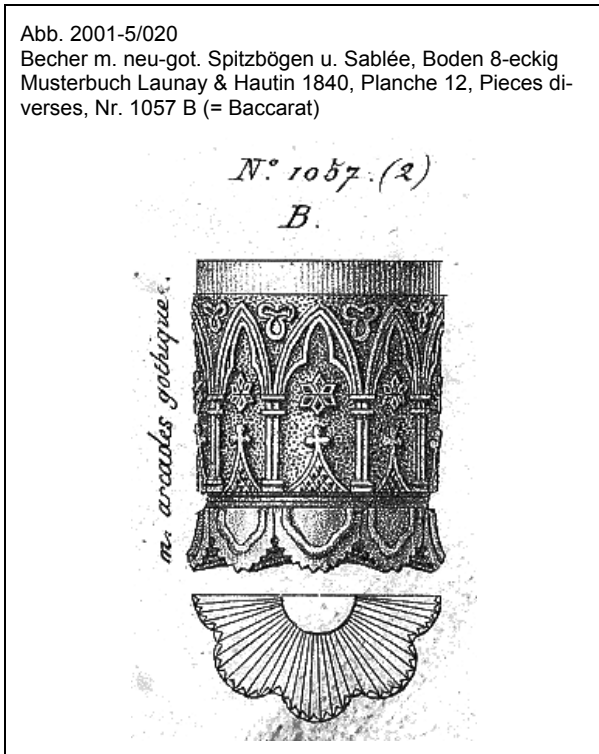 Abb. 2001-5/020
Becher m. neu-got. Spitzbögen u. Sablée, Boden 8-eckig
Musterbuch Launay & Hautin 1840, Planche 12, Pieces di-
verses, Nr. 1057 B (= Baccarat)
N.º 1057.(2)
B.
m. arcades gothiques.